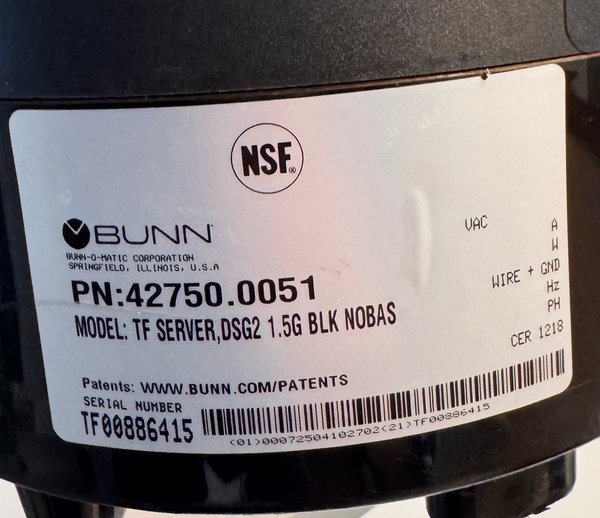 NSF®
BUNN®
BUNN-O-MATIC CORPORATION
SPRINGFIELD, ILLINOIS, U.S.A
PN:42750.0051
MODEL: TF SERVER,DSG2 1.5G BLK NOBAS
VAC A
W
WIRE + GND
Hz
PH
CER 1218
Patents: WWW.BUNN.COM/PATENTS
SERIAL NUMBER
TF00886415
(01)00072504102702(21)TF00886415